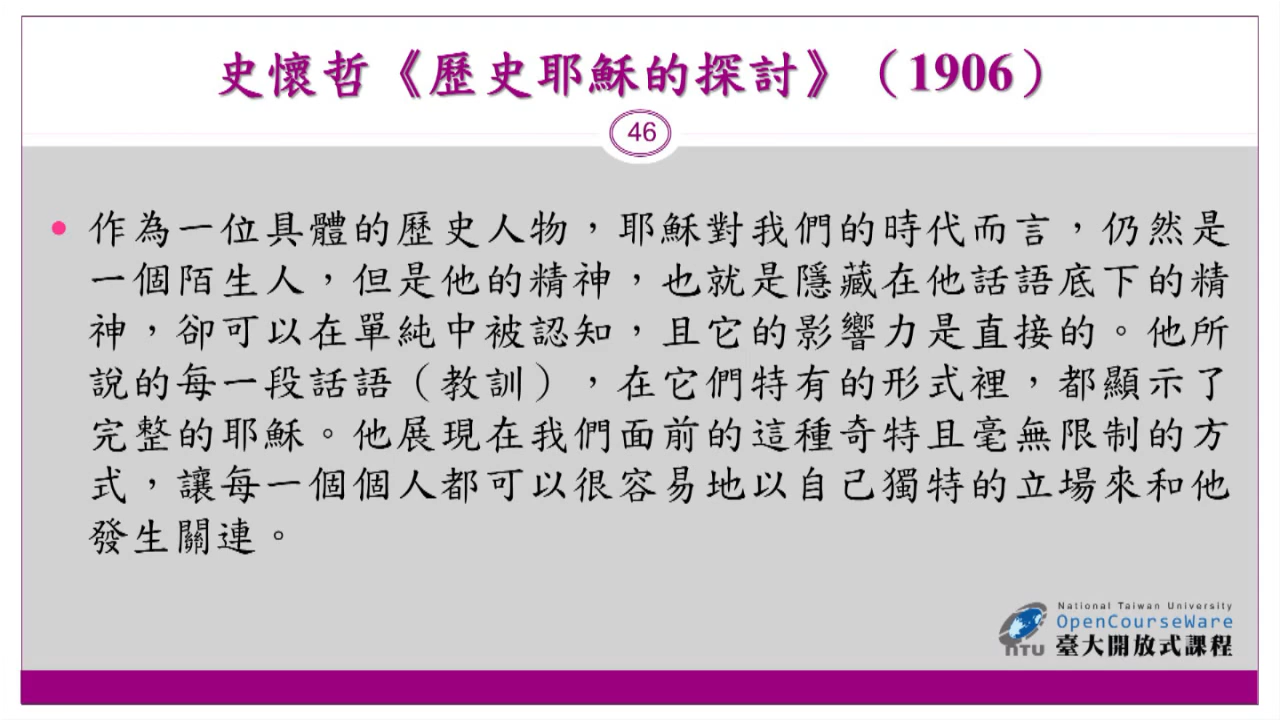 史懷哲《歷史耶穌的探討》（1906）
46
• 作為一位具體的歷史人物，耶穌對我們的時代而言，仍然是
一個陌生人，但是他的精神，也就是隱藏在他話語底下的精
神，卻可以在單純中被認知，且它的影響力是直接的。他所
說的每一段話語（教訓），在它們特有的形式裡，都顯示了
完整的耶穌。他展現在我們面前的這種奇特且毫無限制的方
式，讓每一個個人都可以很容易地以自己獨特的立場來和他
發生關連。
National Taiwan University
OpenCourseWare
NTU 臺大開放式課程